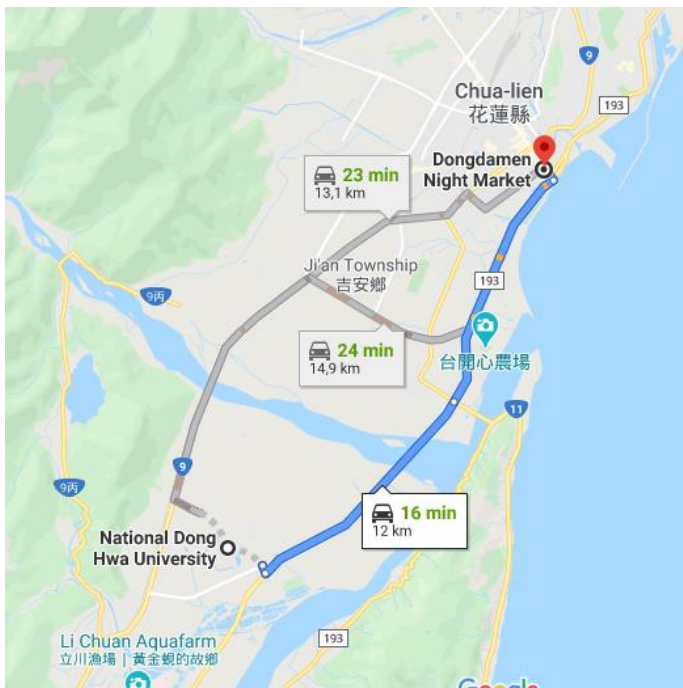 9
Chua-lien
花蓮縣
193
Dongdamen
Night Market
23 min
13,1 km
Ji'an Township
吉安鄉
193
9丙
24 min
14,9 km
台開心農場
11
9
9丙
16 min
12 km
National Dong
Hwa University
193
Li Chuan Aquafarm
立川漁場 | 黃金蜆的故鄉
Google